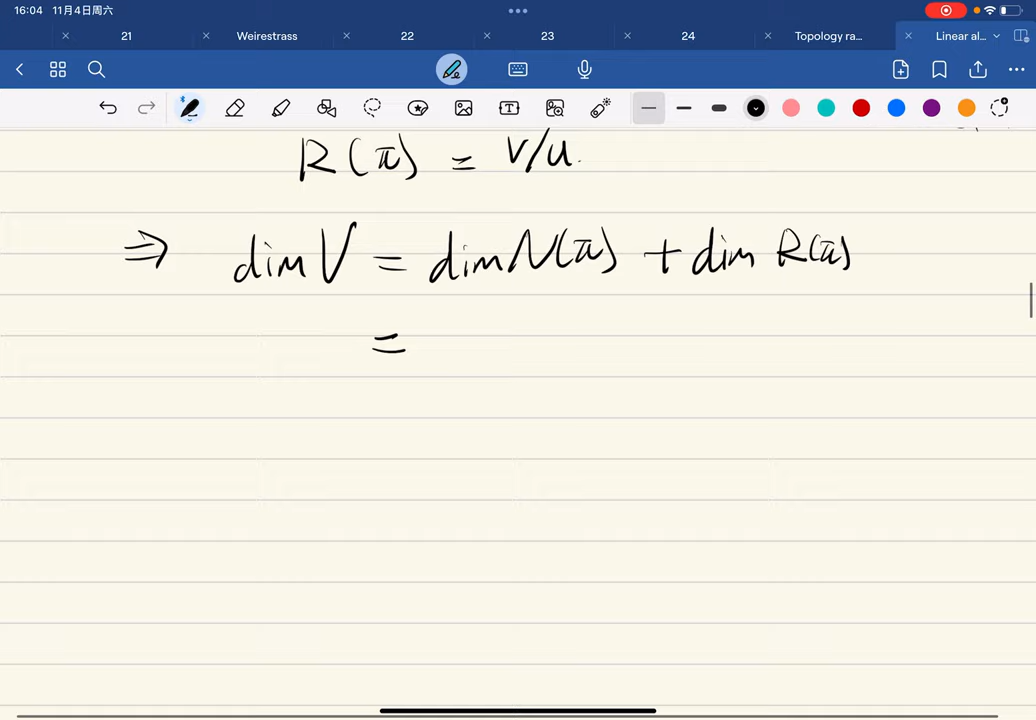 16:04 11月4日周六
21 Weirestrass 22 23 24 Topology ra... Linear al...
R(π) = V/U.
⇒ dim V = dim N(π) + dim R(π)
=